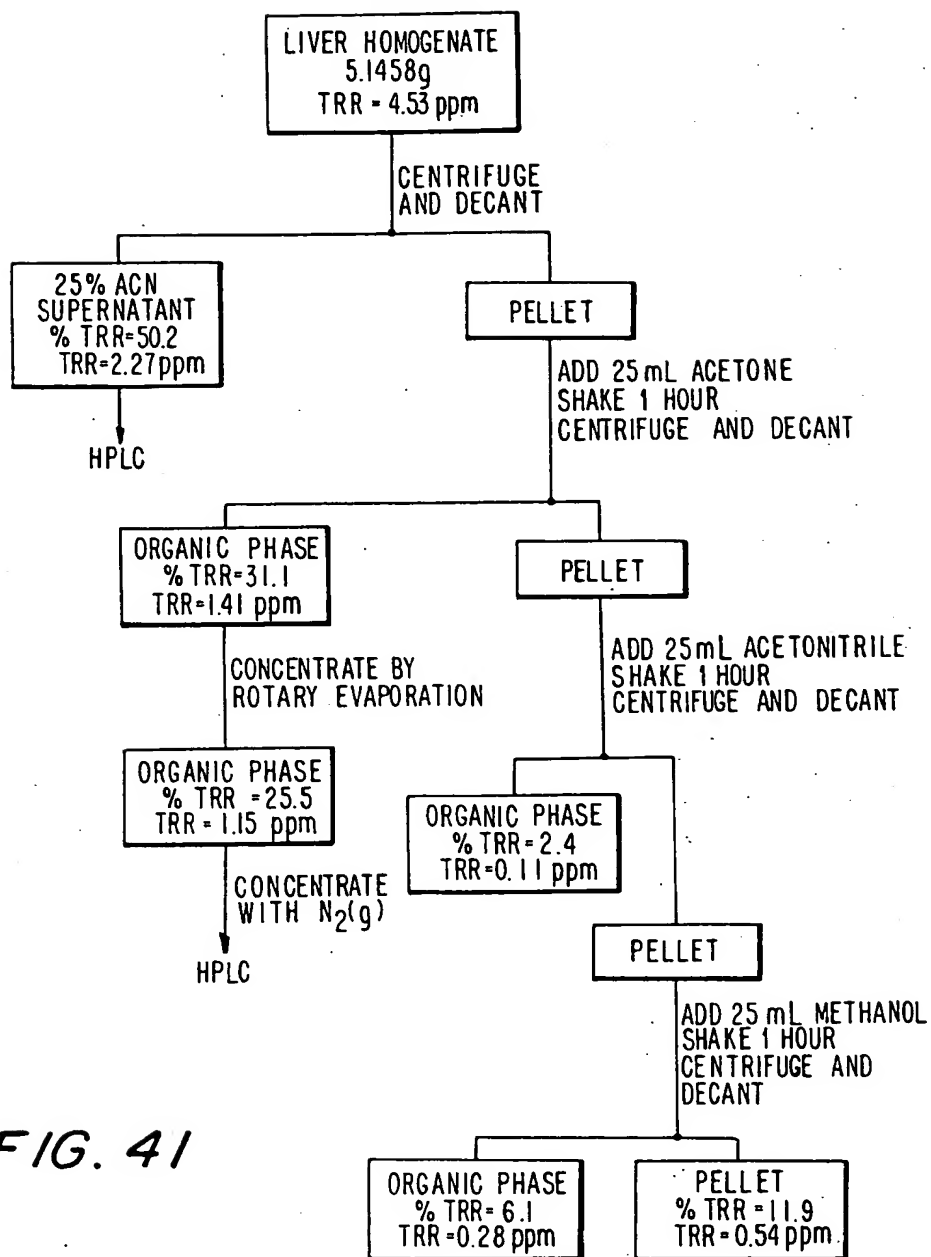 LIVER HOMOGENATE
5.1458g
TRR = 4.53 ppm
CENTRIFUGE
AND DECANT
25% ACN
SUPERNATANT
% TRR=50.2
TRR=2.27ppm
HPLC
PELLET
ADD 25mL ACETONE
SHAKE 1 HOUR
CENTRIFUGE AND DECANT
ORGANIC PHASE
% TRR=31.1
TRR=1.41 ppm
CONCENTRATE BY
ROTARY EVAPORATION
ORGANIC PHASE
% TRR =25.5
TRR = 1.15 ppm
CONCENTRATE
WITH N2(g)
HPLC
PELLET
ADD 25mL ACETONITRILE
SHAKE 1 HOUR
CENTRIFUGE AND DECANT
ORGANIC PHASE
% TRR=2.4
TRR=0.11 ppm
PELLET
ADD 25 mL METHANOL
SHAKE 1 HOUR
CENTRIFUGE AND
DECANT
ORGANIC PHASE
% TRR= 6.1
TRR=0.28 ppm
PELLET
% TRR=11.9
TRR=0.54 ppm
FIG. 41